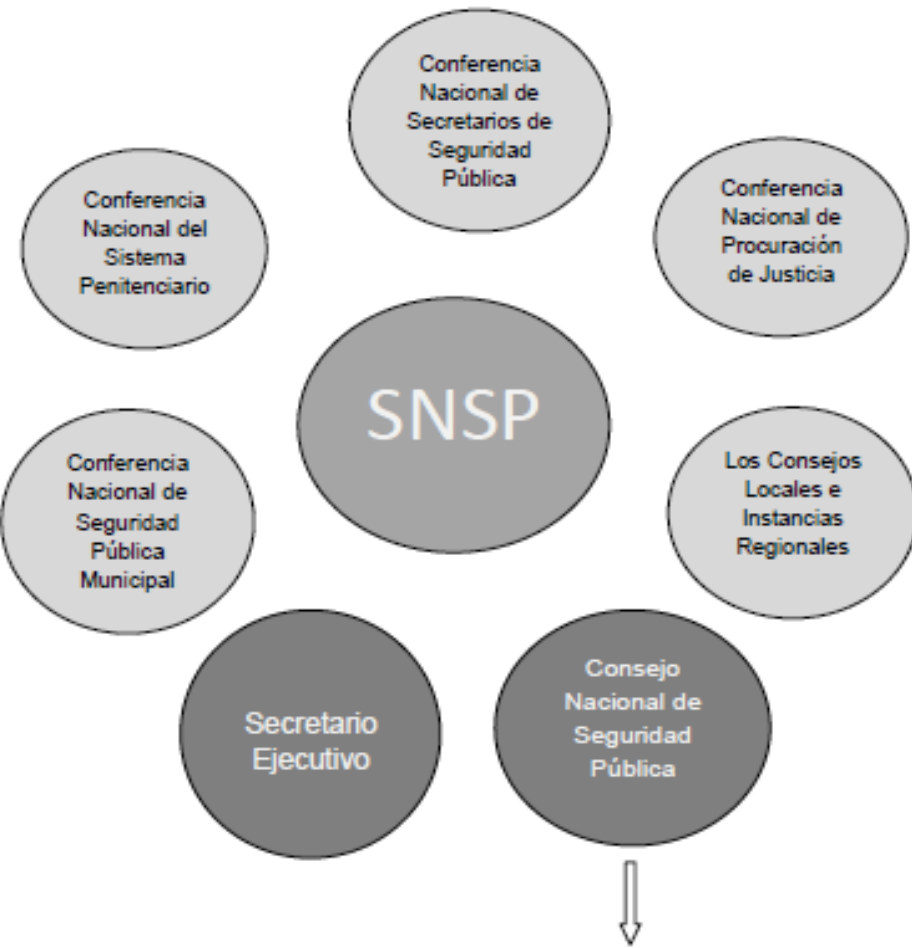 Conferencia
Nacional de
Secretarios de
Seguridad
Pública
Conferencia
Nacional del
Sistema
Penitenciario
Conferencia
Nacional de
Procuración
de Justicia
SNSP
Conferencia
Nacional de
Seguridad
Pública
Municipal
Los Consejos
Locales e
Instancias
Regionales
Secretario
Ejecutivo
Consejo
Nacional de
Seguridad
Pública